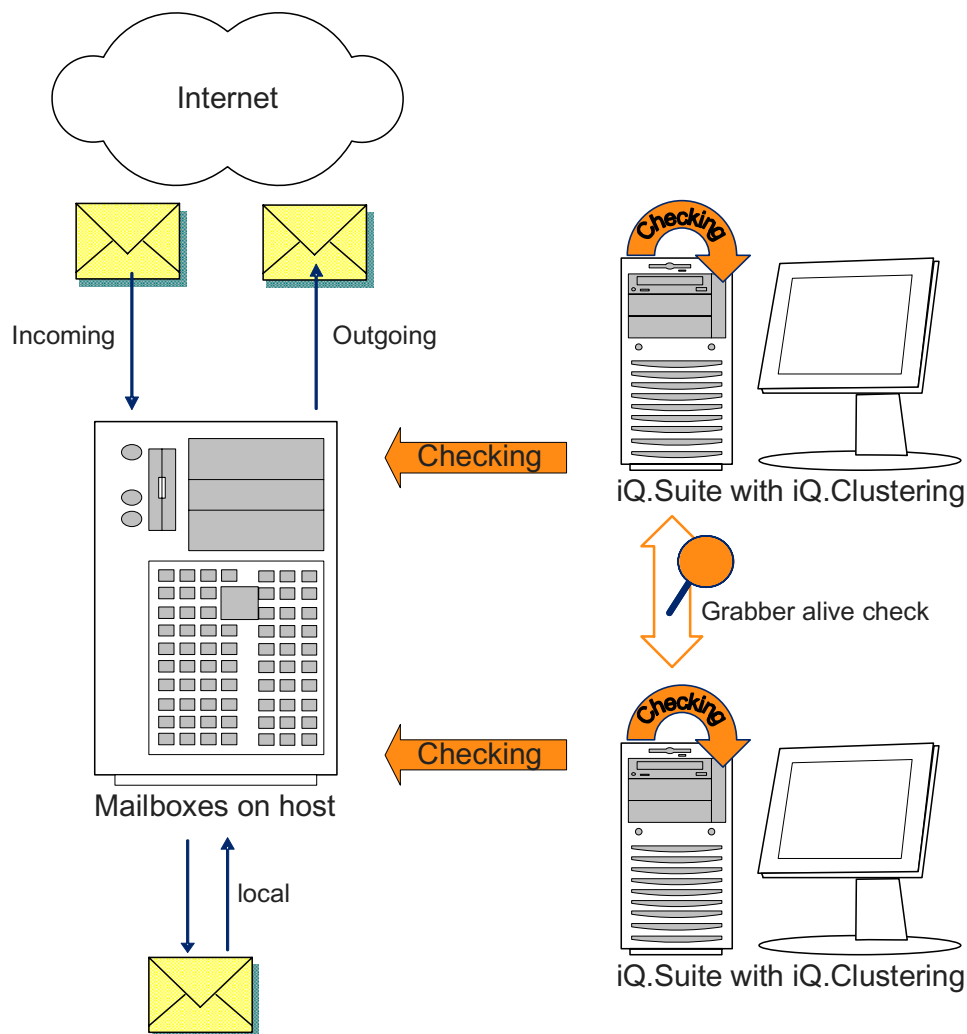 Internet
Incoming
Outgoing
Checking
Checking
iQ.Suite with iQ.Clustering
Grabber alive check
Checking
Checking
Mailboxes on host
local
iQ.Suite with iQ.Clustering